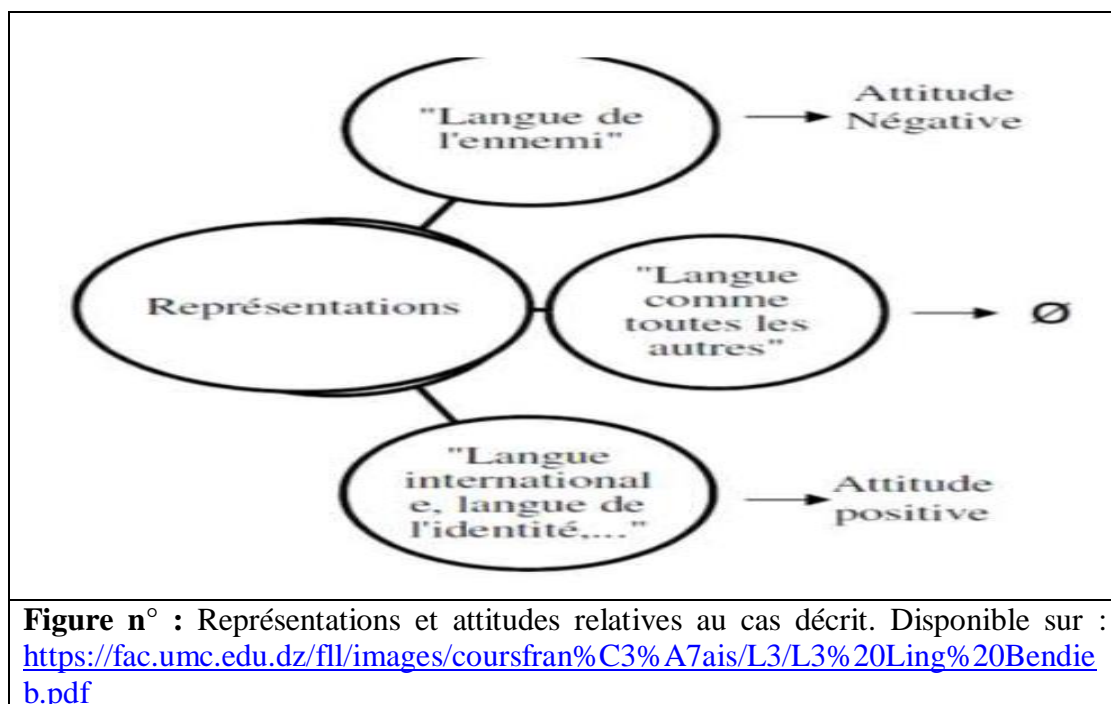 "Langue de
l'ennemi"
Attitude
Négative
Représentations
"Langue
comme
toutes les
autres"
Ø
"Langue
international
e, langue de
l'identité,..."
Attitude
positive
Figure n° : Représentations et attitudes relatives au cas décrit. Disponible sur :
https://fac.umc.edu.dz/fll/images/coursfran%C3%A7ais/L3/L3%20Ling%20Bendie
b.pdf